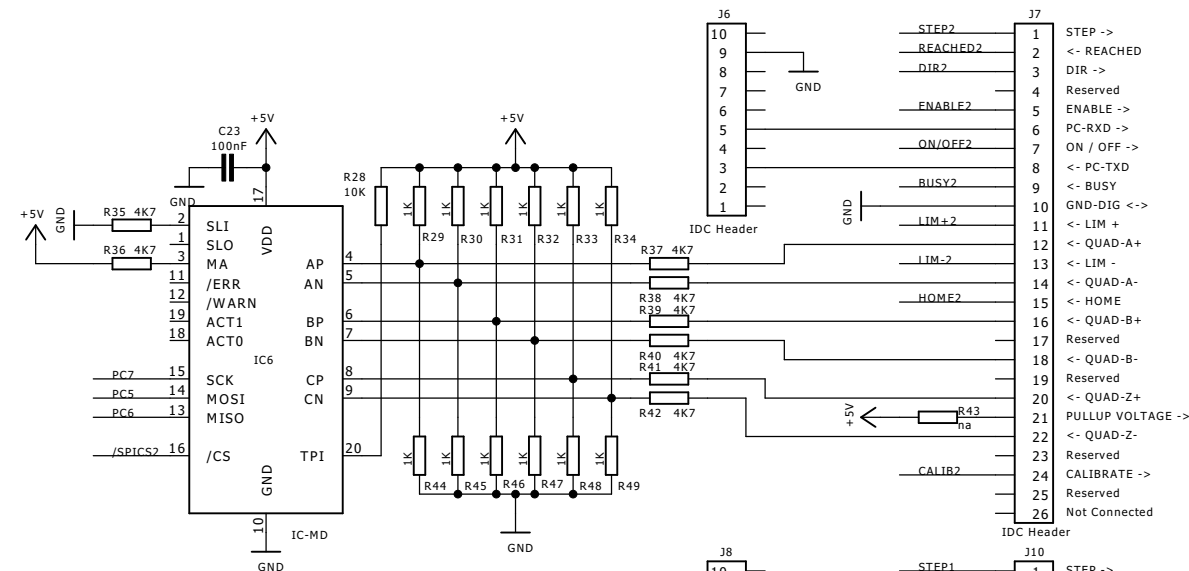 J6
10
9
8
7
6
5
4
3
2
1
IDC Header
GND
J7
STEP2 1 STEP ->
REACHED2 2 <- REACHED
DIR2 3 DIR ->
4 Reserved
ENABLE2 5 ENABLE ->
6 PC-RXD ->
ON/OFF2 7 ON / OFF ->
8 <- PC-TXD
BUSY2 9 <- BUSY
GND 10 GND-DIG <->
LIM+2 11 <- LIM +
12 <- QUAD-A+
LIM-2 13 <- LIM -
14 <- QUAD-A-
HOME2 15 <- HOME
16 <- QUAD-B+
17 Reserved
18 <- QUAD-B-
19 Reserved
20 <- QUAD-Z+
+5V R43 na 21 PULLUP VOLTAGE ->
22 <- QUAD-Z-
23 Reserved
CALIB2 24 CALIBRATE ->
25 Reserved
26 Not Connected
IDC Header
+5V
C23
100nF
GND
17
VDD
+5V
GND
R35 4K7
R36 4K7
2 SLI
1 SLO
3 MA
11 /ERR
12 /WARN
19 ACT1
18 ACT0
IC6
PC7 15 SCK
PC5 14 MOSI
PC6 13 MISO
/SPICS2 16 /CS
AP 4
AN 5
BP 6
BN 7
CP 8
CN 9
TPI 20
GND
10
IC-MD
GND
+5V
R28
10K
1K 1K 1K 1K 1K 1K
R29 R30 R31 R32 R33 R34
R37 4K7
R38 4K7
R39 4K7
R40 4K7
R41 4K7
R42 4K7
1K 1K 1K 1K 1K 1K
R44 R45 R46 R47 R48 R49
GND
J8
10
J10
STEP1 1 STEP ->